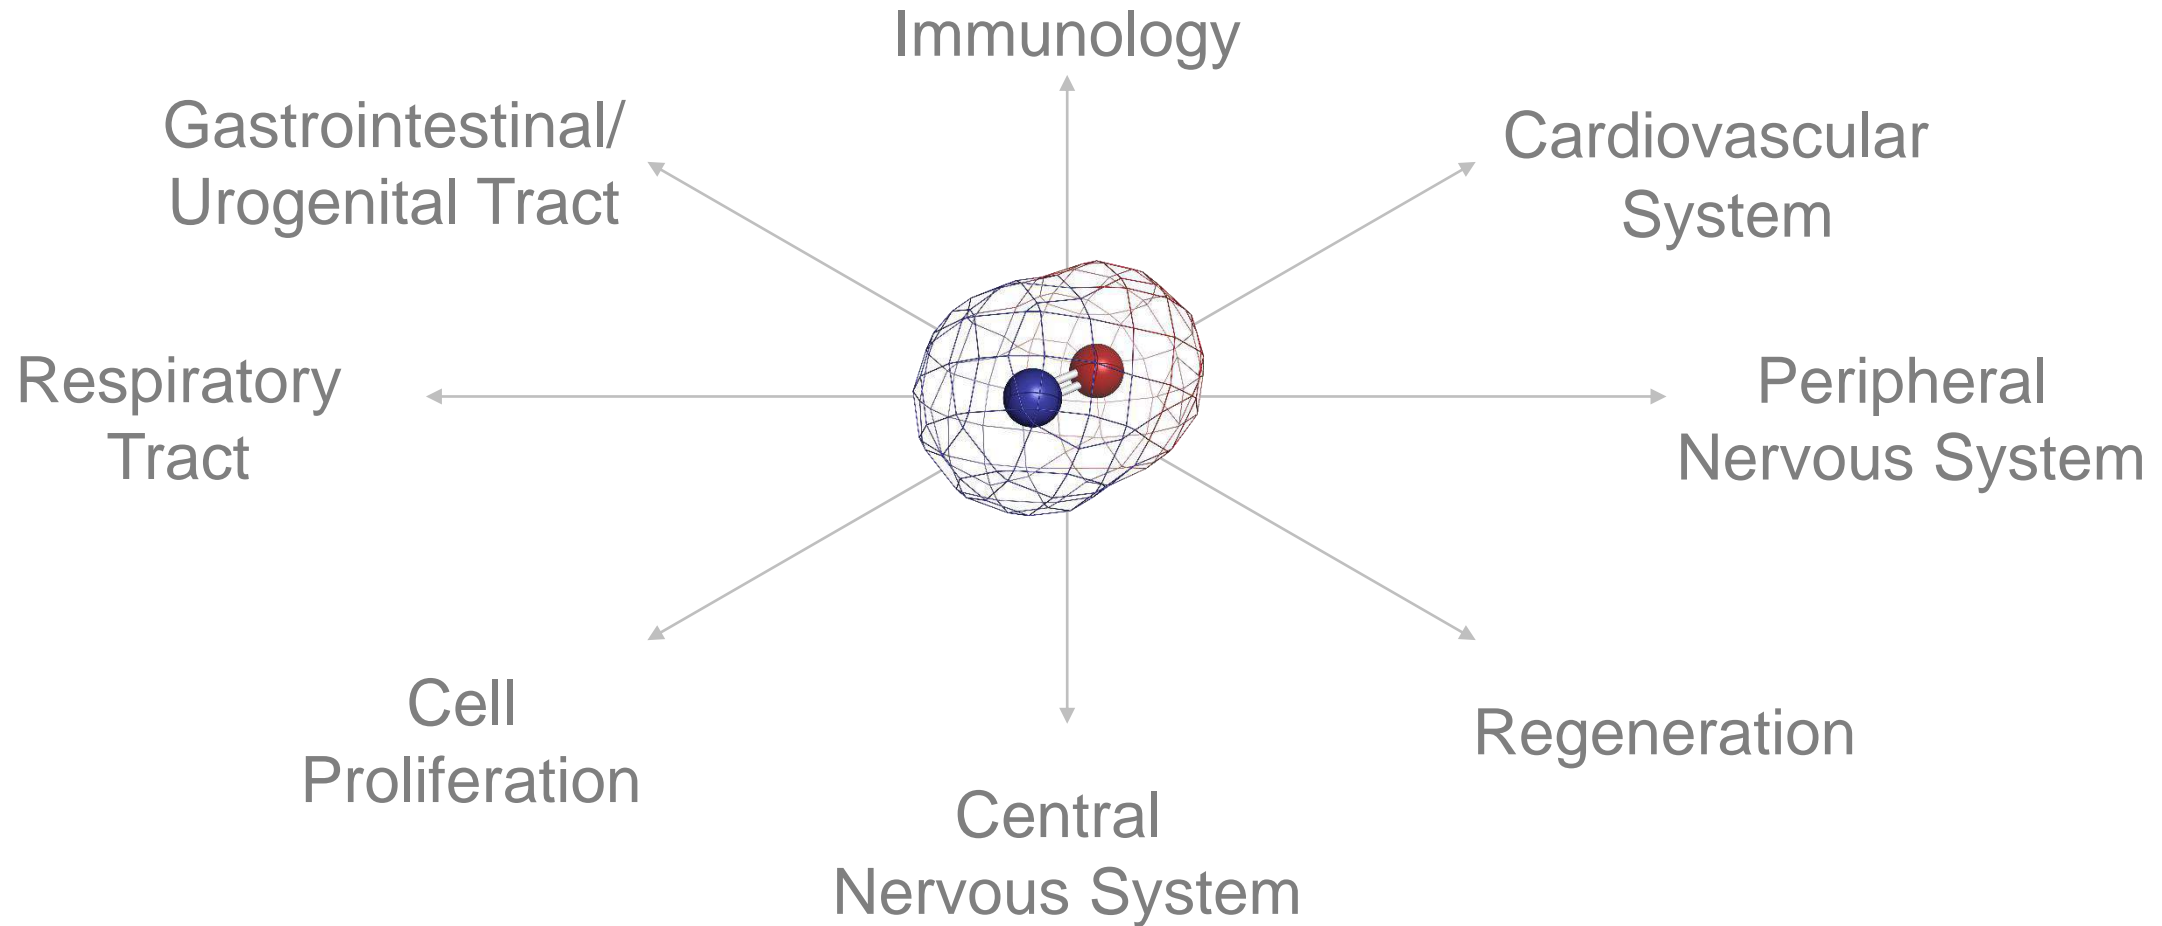 Immunology
Gastrointestinal/
Urogenital Tract
Cardiovascular
System
Respiratory
Tract
Peripheral
Nervous System
Cell
Proliferation
Regeneration
Central
Nervous System